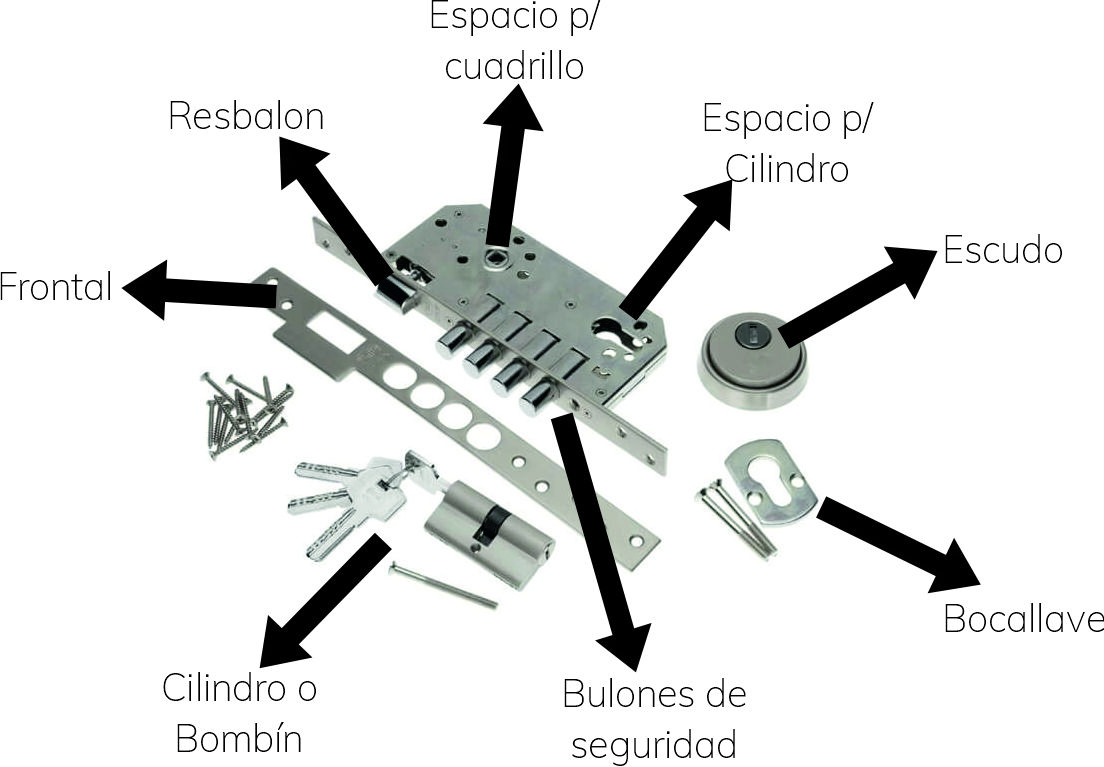 Espacio p/
cuadrillo
Resbalon
Espacio p/
Cilindro
Escudo
Frontal
Bocallave
Cilindro o
Bombín
Bulones de
seguridad